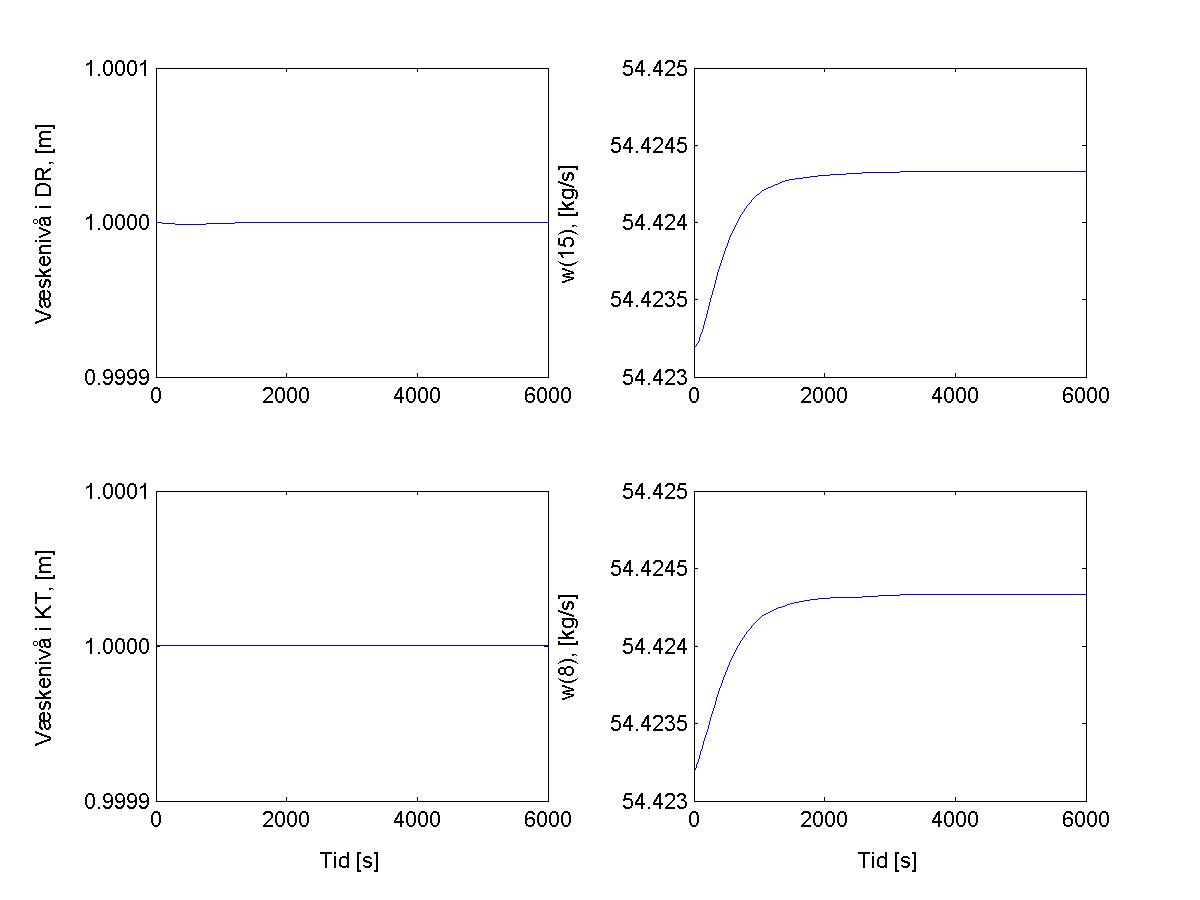 1.0001
1.0000
0.9999
Væskenivå i DR, [m]
0 2000 4000 6000
54.425
54.4245
54.424
54.4235
54.423
w(15), [kg/s]
0 2000 4000 6000
1.0001
1.0000
0.9999
Væskenivå i KT, [m]
0 2000 4000 6000
Tid [s]
54.425
54.4245
54.424
54.4235
54.423
w(8), [kg/s]
0 2000 4000 6000
Tid [s]